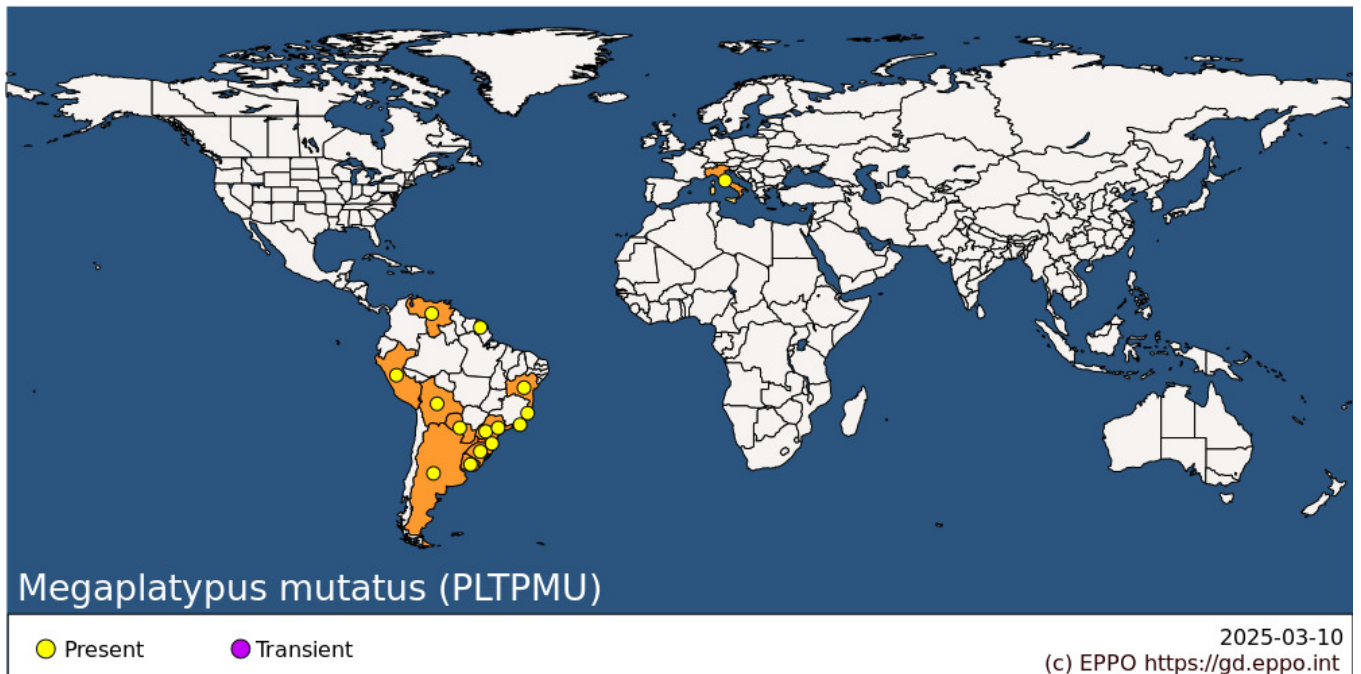 Megaplatypus mutatus (PLTPMU)
Present
Transient
2025-03-10
(c) EPPO https://gd.eppo.int